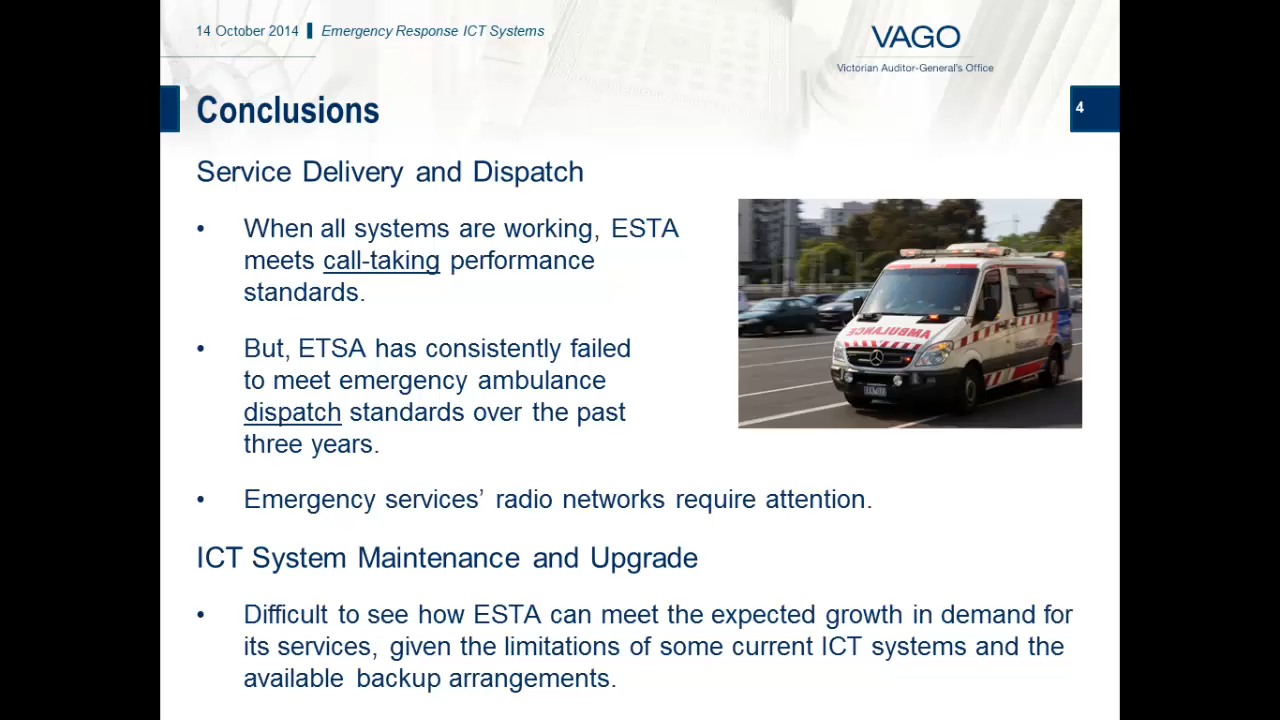 14 October 2014 Emergency Response ICT Systems
VAGO
Victorian Auditor-General's Office
Conclusions
4
Service Delivery and Dispatch
• When all systems are working, ESTA
meets call-taking performance
standards.
• But, ETSA has consistently failed
to meet emergency ambulance
dispatch standards over the past
three years.
AMBULANCE
• Emergency services’ radio networks require attention.
ICT System Maintenance and Upgrade
• Difficult to see how ESTA can meet the expected growth in demand for
its services, given the limitations of some current ICT systems and the
available backup arrangements.